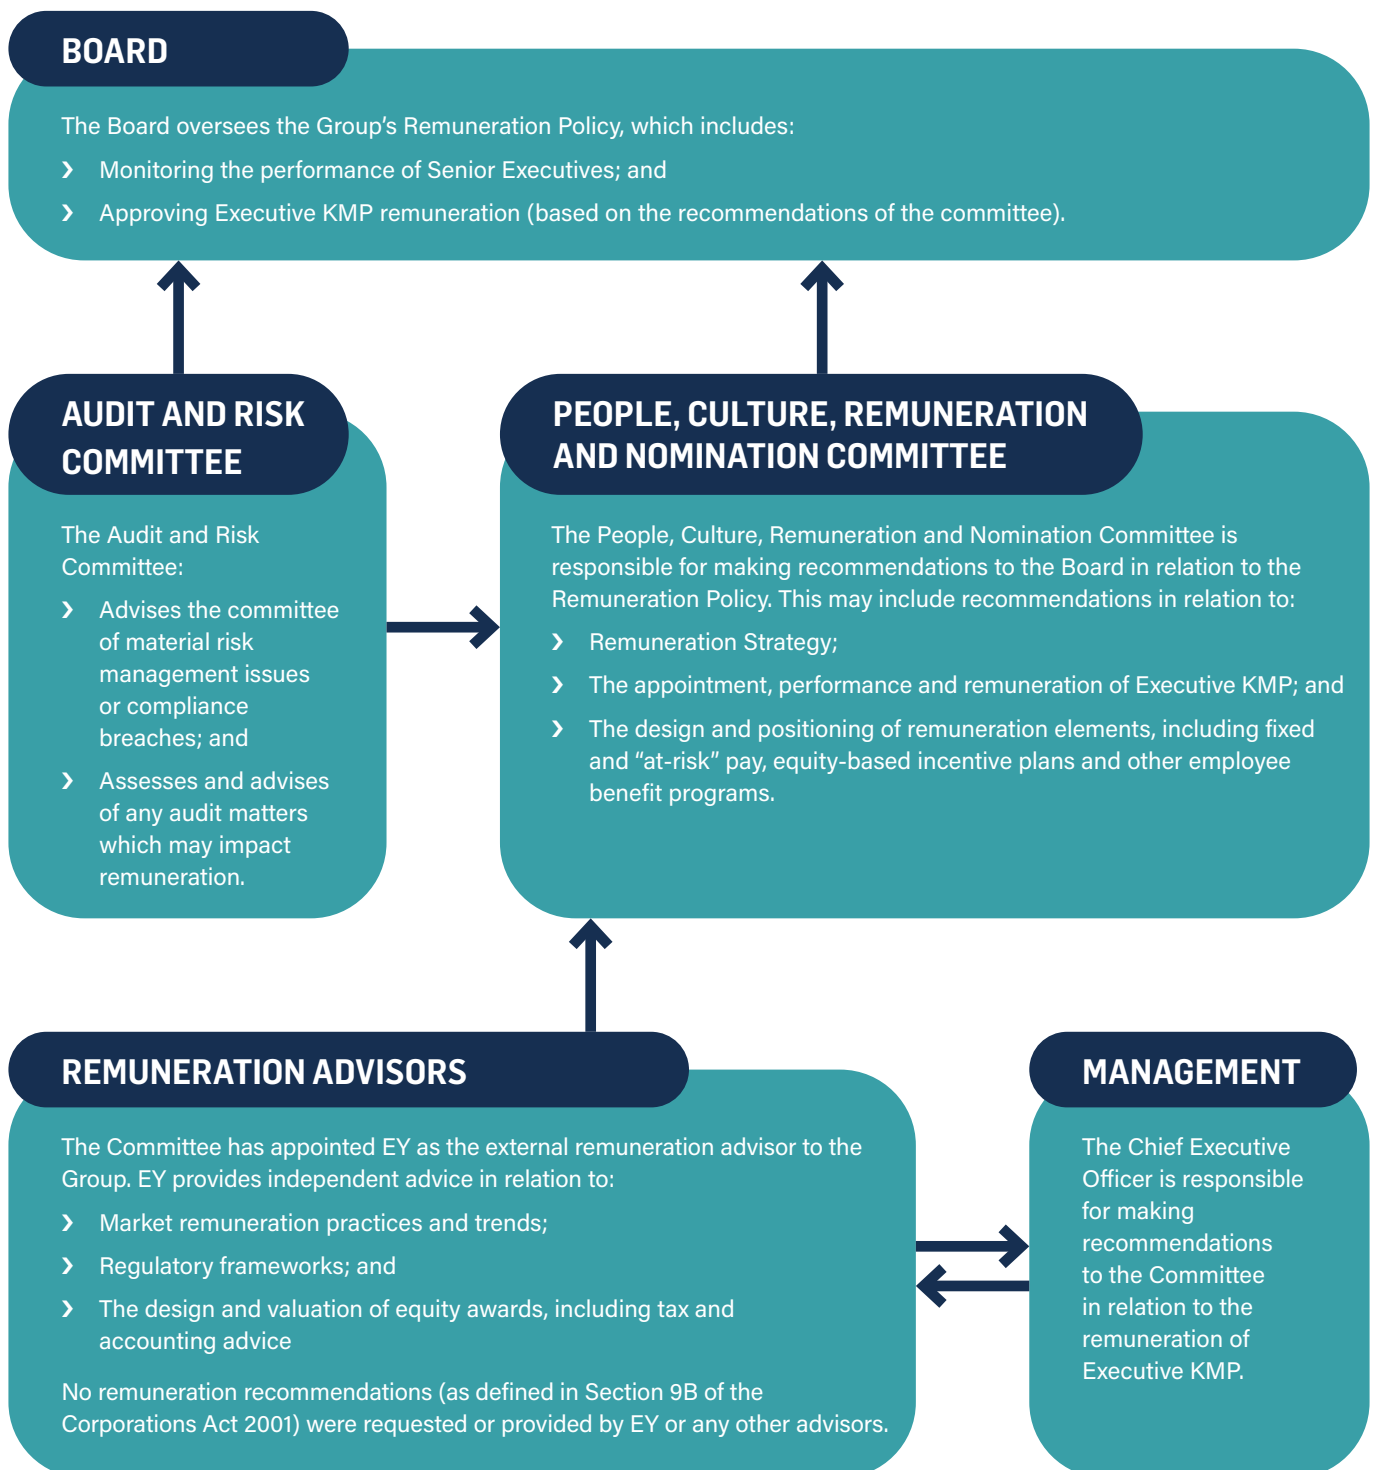 BOARD
The Board oversees the Group's Remuneration Policy, which includes:
❯ Monitoring the performance of Senior Executives; and
❯ Approving Executive KMP remuneration (based on the recommendations of the committee).
AUDIT AND RISK
COMMITTEE
The Audit and Risk
Committee:
❯ Advises the committee
of material risk
management issues
or compliance
breaches; and
❯ Assesses and advises
of any audit matters
which may impact
remuneration.
PEOPLE, CULTURE, REMUNERATION
AND NOMINATION COMMITTEE
The People, Culture, Remuneration and Nomination Committee is
responsible for making recommendations to the Board in relation to the
Remuneration Policy. This may include recommendations in relation to:
❯ Remuneration Strategy;
❯ The appointment, performance and remuneration of Executive KMP; and
❯ The design and positioning of remuneration elements, including fixed
and “at-risk” pay, equity-based incentive plans and other employee
benefit programs.
REMUNERATION ADVISORS
The Committee has appointed EY as the external remuneration advisor to the
Group. EY provides independent advice in relation to:
❯ Market remuneration practices and trends;
❯ Regulatory frameworks; and
❯ The design and valuation of equity awards, including tax and
accounting advice
No remuneration recommendations (as defined in Section 9B of the
Corporations Act 2001) were requested or provided by EY or any other advisors.
MANAGEMENT
The Chief Executive
Officer is responsible
for making
recommendations
to the Committee
in relation to the
remuneration of
Executive KMP.